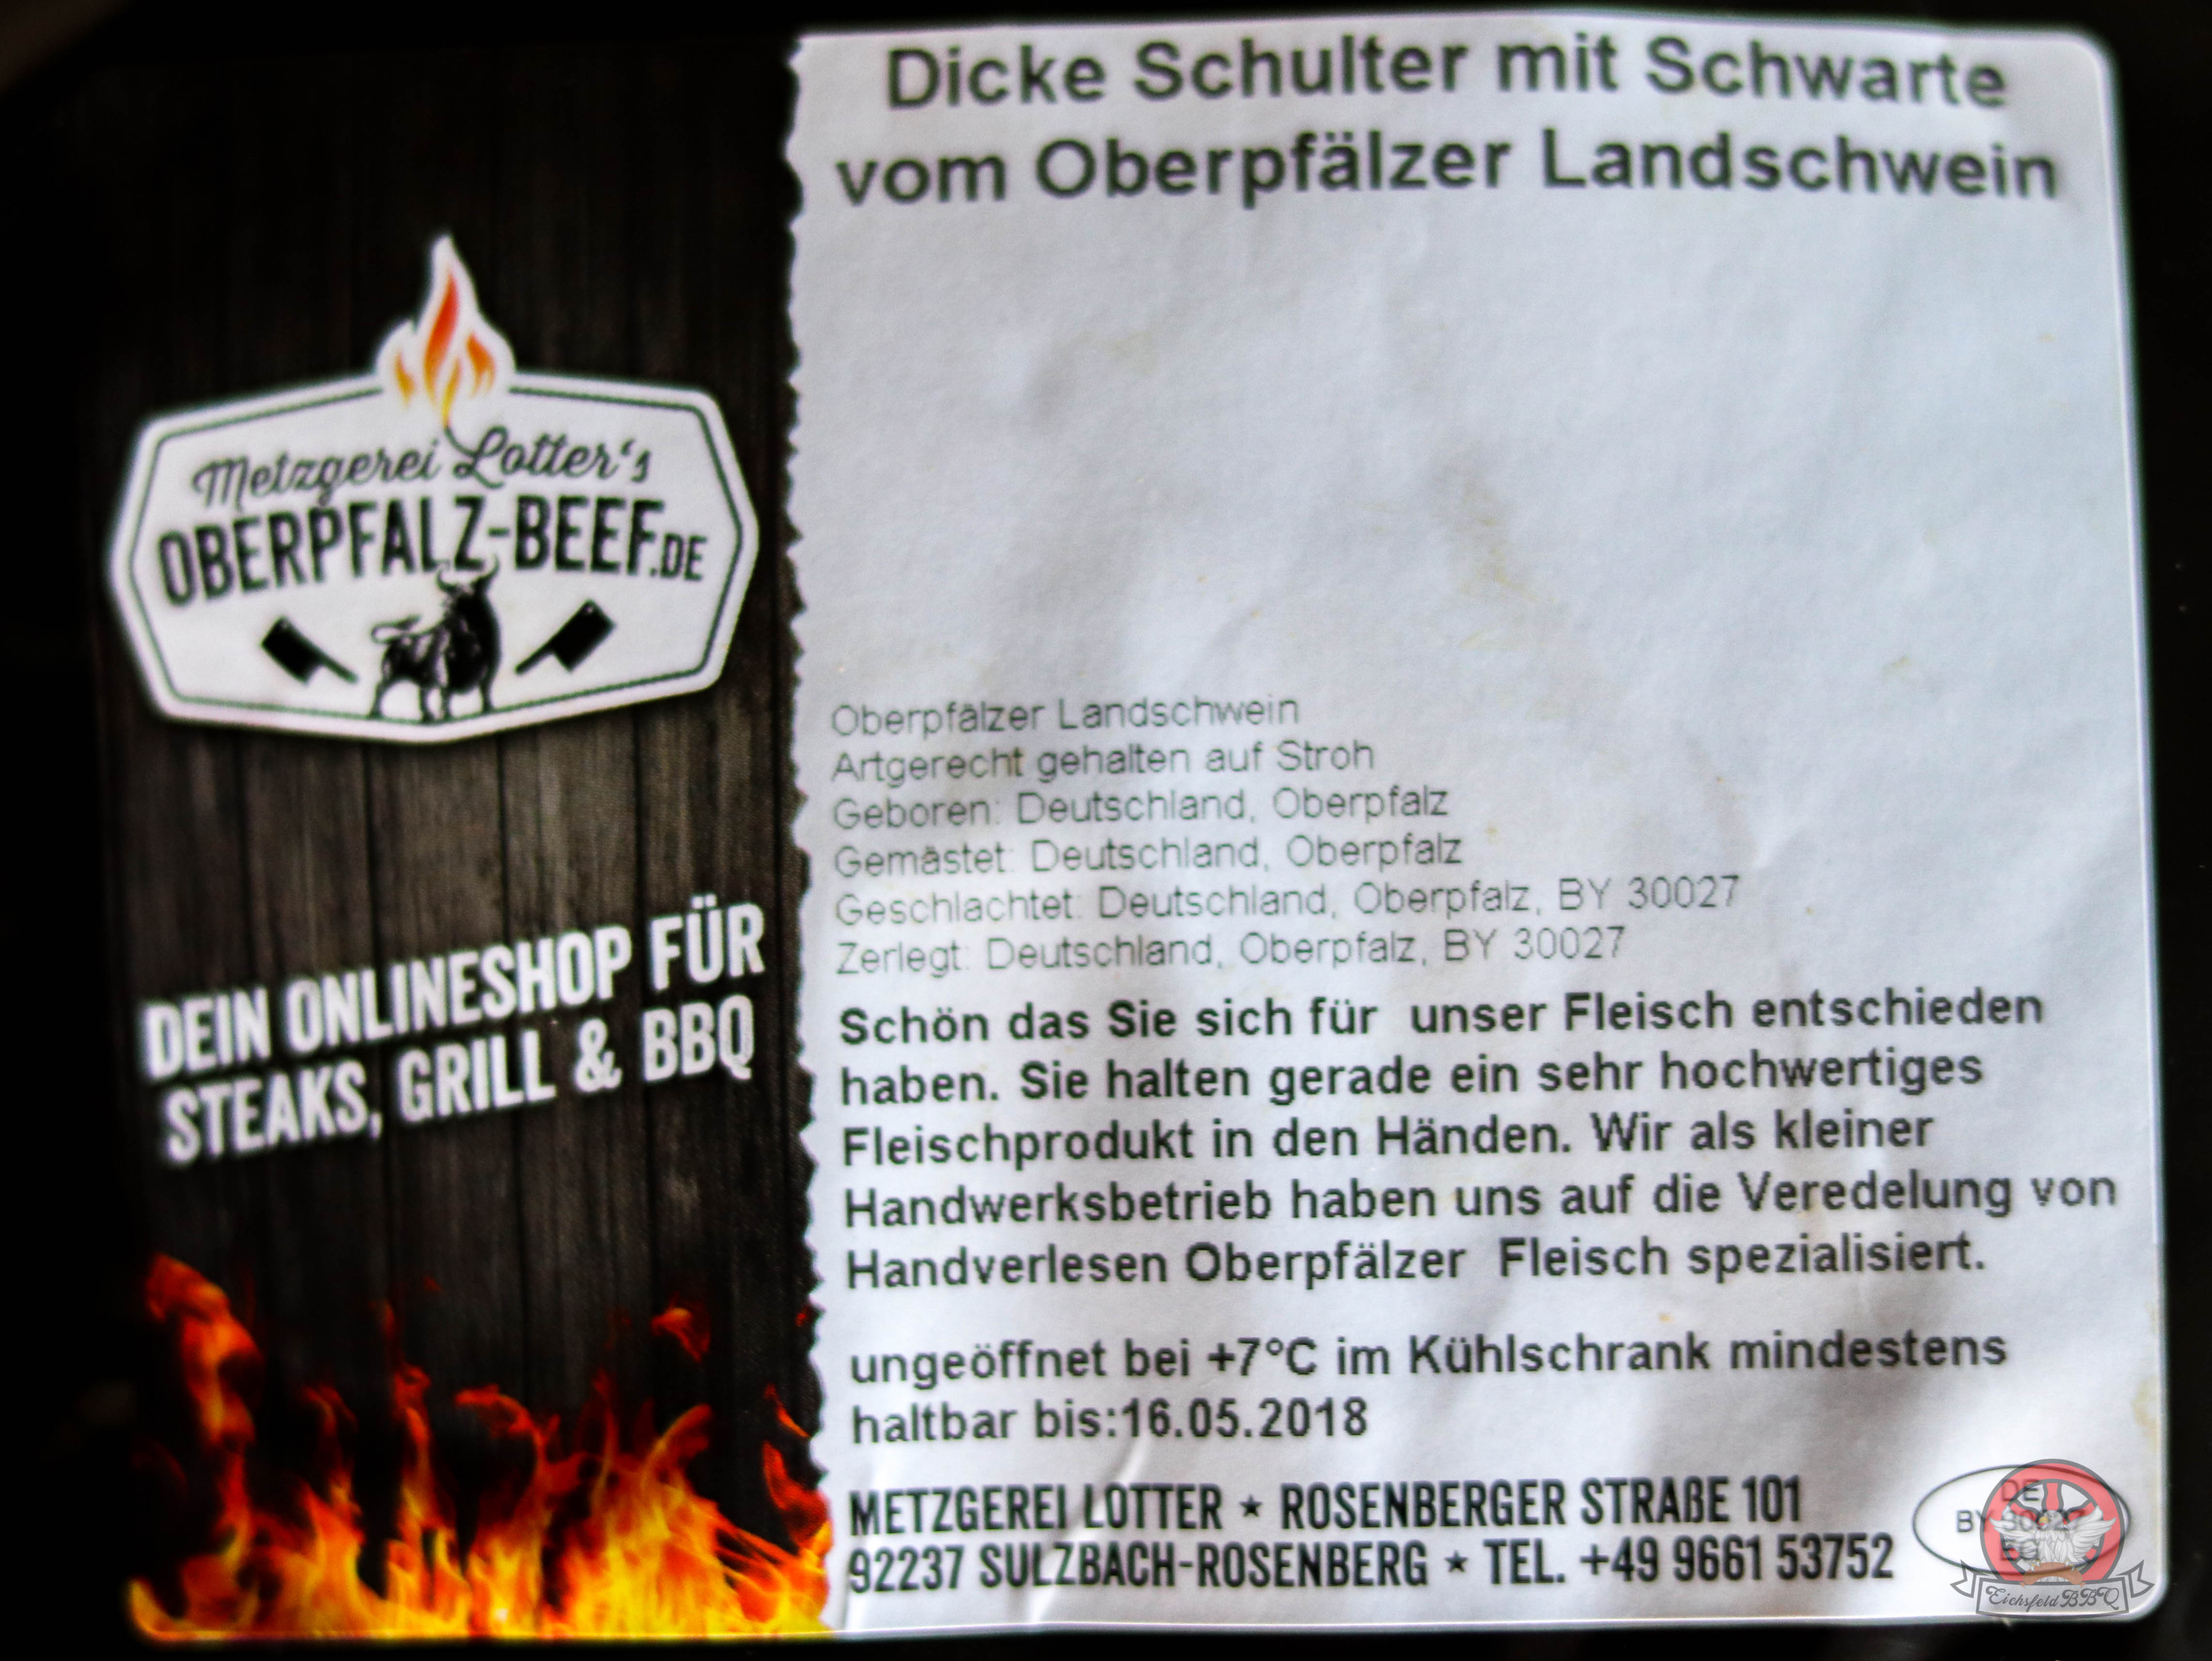 Dicke Schulter mit Schwarte
vom Oberpfälzer Landschwein
Metzgerei Lotter's
OBERPFALZ-BEEF.DE
DEIN ONLINESHOP FÜR
STEAKS, GRILL & BBQ
Oberpfälzer Landschwein
Artgerecht gehalten auf Stroh
Geboren: Deutschland, Oberpfalz
Gemästet: Deutschland, Oberpfalz
Geschlachtet: Deutschland, Oberpfalz, BY 30027
Zerlegt: Deutschland, Oberpfalz, BY 30027
Schön das Sie sich für unser Fleisch entschieden
haben. Sie halten gerade ein sehr hochwertiges
Fleischprodukt in den Händen. Wir als kleiner
Handwerksbetrieb haben uns auf die Veredelung von
Handverlesen Oberpfälzer Fleisch spezialisiert.
ungeöffnet bei +7°C im Kühlschrank mindestens
haltbar bis:16.05.2018
METZGEREI LOTTER ★ ROSENBERGER STRAßE 101
92237 SULZBACH-ROSENBERG ★ TEL. +49 9661 53752
DE
BY
EichsfeldBBQ